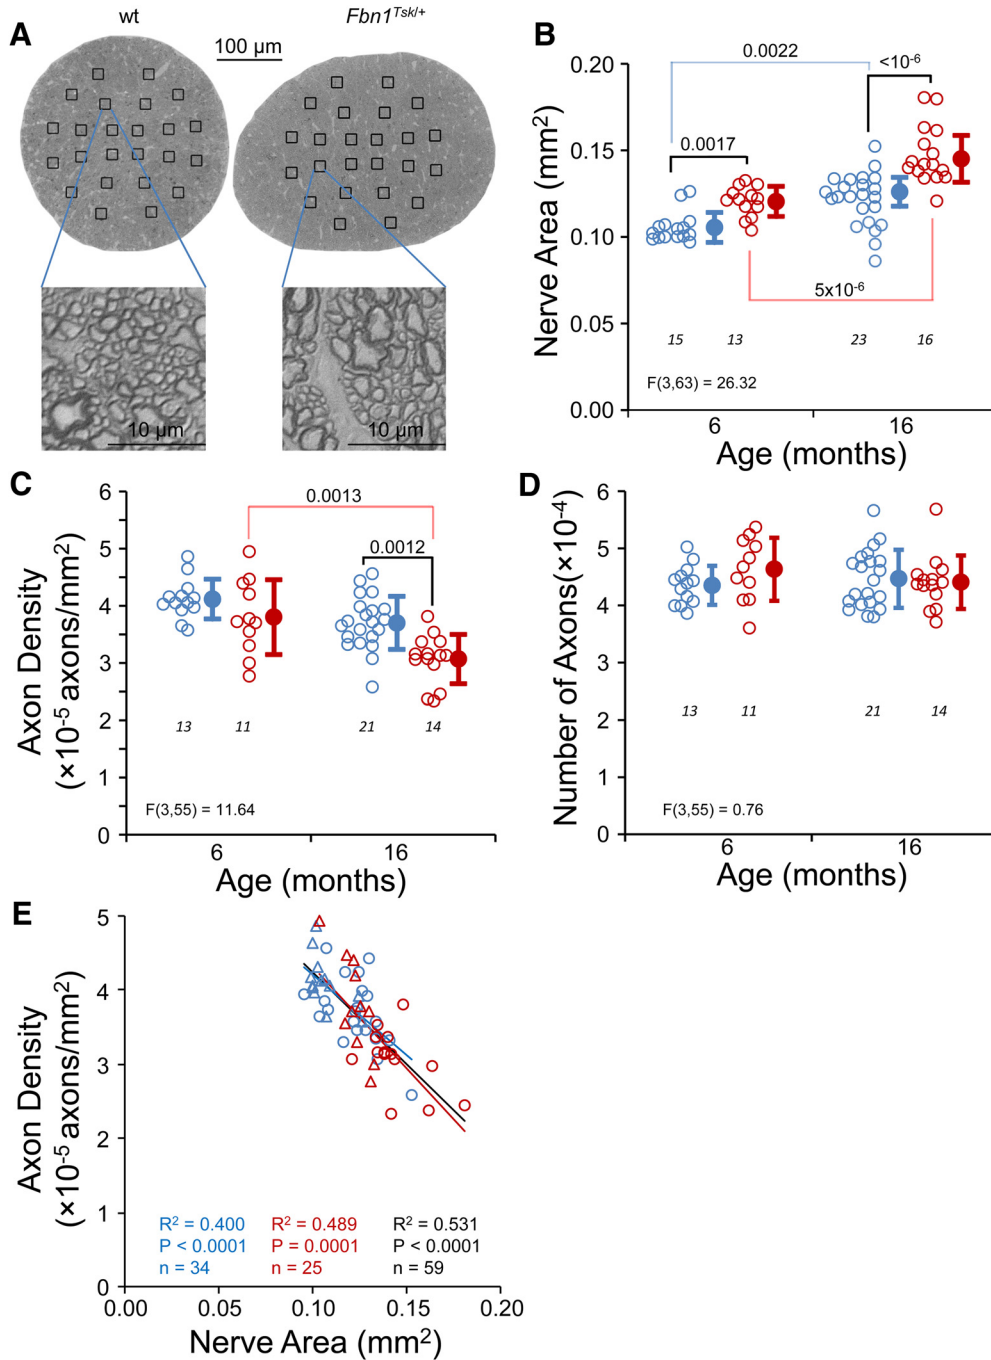 A
wt
Fbn1^Tsk/+
100 µm
10 µm
10 µm
B
Nerve Area (mm²)
0.20
0.15
0.10
0.05
0.00
0.0022
<10⁻⁶
0.0017
5x10⁻⁶
15 13 23 16
F(3,63) = 26.32
6 16
Age (months)
C
Axon Density
(×10⁻⁵ axons/mm²)
6
5
4
3
2
1
0
0.0013
0.0012
13 11 21 14
F(3,55) = 11.64
6 16
Age (months)
D
Number of Axons(×10⁻⁴)
6
5
4
3
2
1
0
13 11 21 14
F(3,55) = 0.76
6 16
Age (months)
E
Axon Density
(×10⁻⁵ axons/mm²)
5
4
3
2
1
0
R² = 0.400 R² = 0.489 R² = 0.531
P < 0.0001 P = 0.0001 P < 0.0001
n = 34 n = 25 n = 59
0.00 0.05 0.10 0.15 0.20
Nerve Area (mm²)